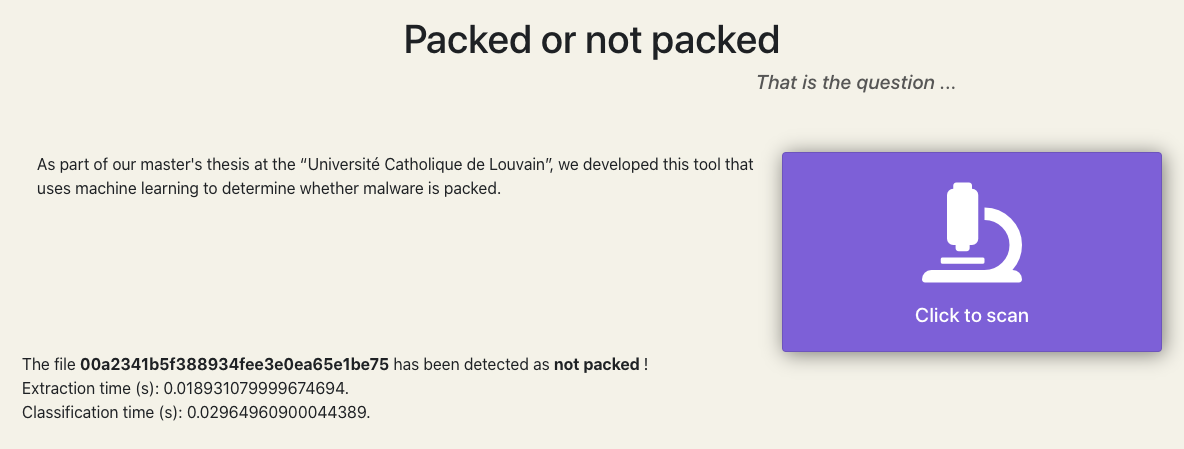 Packed or not packed
That is the question ...
As part of our master's thesis at the “Université Catholique de Louvain”, we developed this tool that
uses machine learning to determine whether malware is packed.
Click to scan
The file 00a2341b5f388934fee3e0ea65e1be75 has been detected as not packed !
Extraction time (s): 0.018931079999674694.
Classification time (s): 0.02964960900044389.